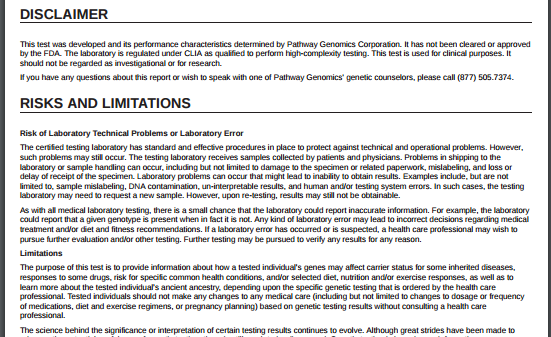 DISCLAIMER
This test was developed and its performance characteristics determined by Pathway Genomics Corporation. It has not been cleared or approved
by the FDA. The laboratory is regulated under CLIA as qualified to perform high-complexity testing. This test is used for clinical purposes. It
should not be regarded as investigational or for research.
If you have any questions about this report or wish to speak with one of Pathway Genomics' genetic counselors, please call (877) 505.7374.
RISKS AND LIMITATIONS
Risk of Laboratory Technical Problems or Laboratory Error
The certified testing laboratory has standard and effective procedures in place to protect against technical and operational problems. However,
such problems may still occur. The testing laboratory receives samples collected by patients and physicians. Problems in shipping to the
laboratory or sample handling can occur, including but not limited to damage to the specimen or related paperwork, mislabeling, and loss or
delay of receipt of the specimen. Laboratory problems can occur that might lead to inability to obtain results. Examples include, but are not
limited to, sample mislabeling, DNA contamination, un-interpretable results, and human and/or testing system errors. In such cases, the testing
laboratory may need to request a new sample. However, upon re-testing, results may still not be obtainable.
As with all medical laboratory testing, there is a small chance that the laboratory could report inaccurate information. For example, the laboratory
could report that a given genotype is present when in fact it is not. Any kind of laboratory error may lead to incorrect decisions regarding medical
treatment and/or diet and fitness recommendations. If a laboratory error has occurred or is suspected, a health care professional may wish to
pursue further evaluation and/or other testing. Further testing may be pursued to verify any results for any reason.
Limitations
The purpose of this test is to provide information about how a tested individual's genes may affect carrier status for some inherited diseases,
responses to some drugs, risk for specific common health conditions, and/or selected diet, nutrition and/or exercise responses, as well as to
learn more about the tested individual's ancient ancestry, depending upon the specific genetic testing that is ordered by the health care
professional. Tested individuals should not make any changes to any medical care (including but not limited to changes to dosage or frequency
of medications, diet and exercise regimens, or pregnancy planning) based on genetic testing results without consulting a health care
professional.
The science behind the significance or interpretation of certain testing results continues to evolve. Although great strides have been made to